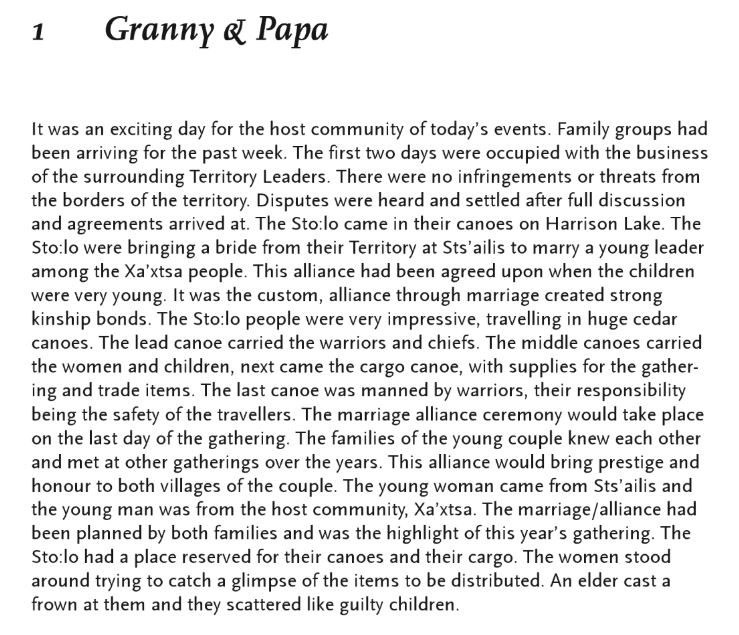 1 Granny & Papa
It was an exciting day for the host community of today's events. Family groups had
been arriving for the past week. The first two days were occupied with the business
of the surrounding Territory Leaders. There were no infringements or threats from
the borders of the territory. Disputes were heard and settled after full discussion
and agreements arrived at. The Sto:lo came in their canoes on Harrison Lake. The
Sto:lo were bringing a bride from their Territory at Sts'ailis to marry a young leader
among the Xa'xtsa people. This alliance had been agreed upon when the children
were very young. It was the custom, alliance through marriage created strong
kinship bonds. The Sto:lo people were very impressive, travelling in huge cedar
canoes. The lead canoe carried the warriors and chiefs. The middle canoes carried
the women and children, next came the cargo canoe, with supplies for the gather-
ing and trade items. The last canoe was manned by warriors, their responsibility
being the safety of the travellers. The marriage alliance ceremony would take place
on the last day of the gathering. The families of the young couple knew each other
and met at other gatherings over the years. This alliance would bring prestige and
honour to both villages of the couple. The young woman came from Sts'ailis and
the young man was from the host community, Xa'xtsa. The marriage/alliance had
been planned by both families and was the highlight of this year's gathering. The
Sto:lo had a place reserved for their canoes and their cargo. The women stood
around trying to catch a glimpse of the items to be distributed. An elder cast a
frown at them and they scattered like guilty children.